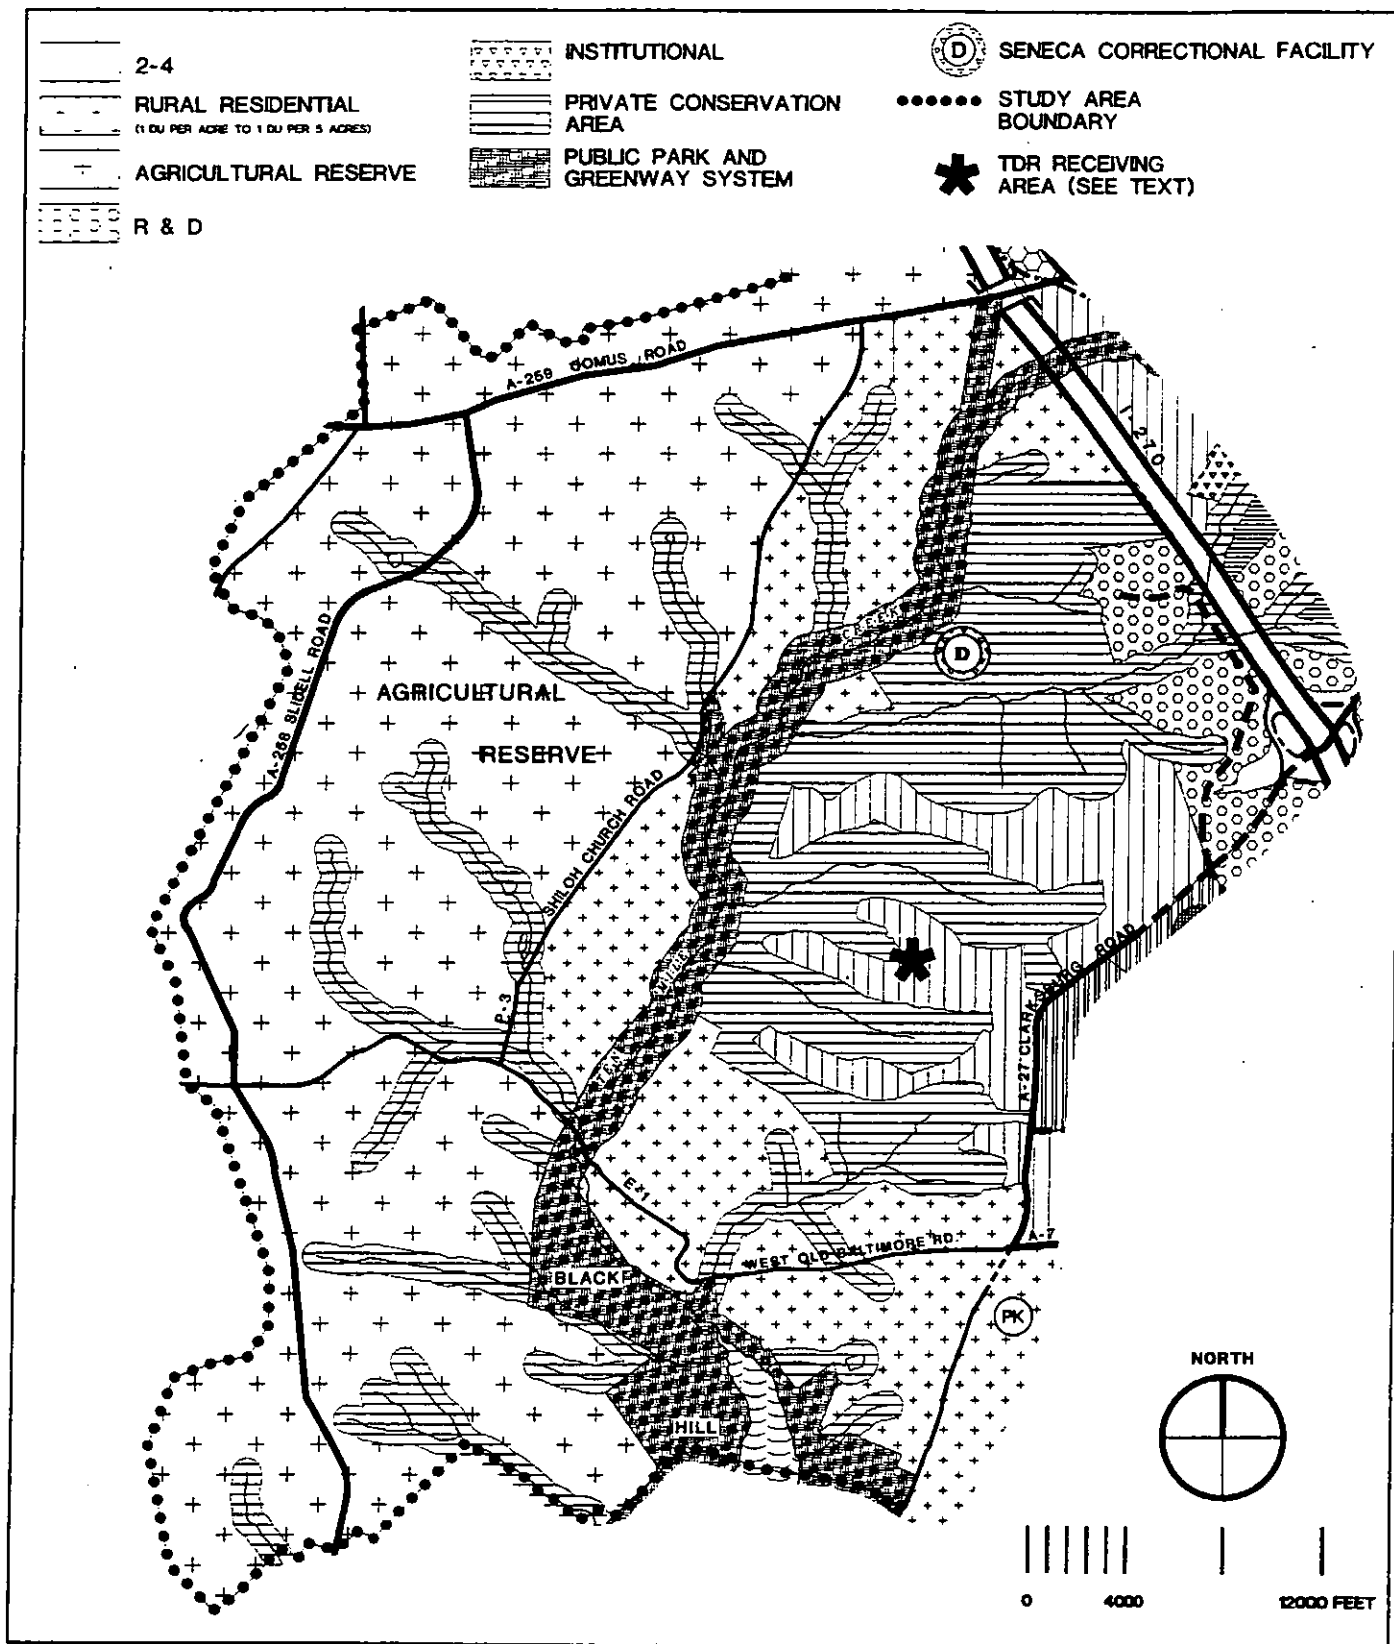 2-4
RURAL RESIDENTIAL
(1 DU PER ACRE TO 1 DU PER 5 ACRES)
AGRICULTURAL RESERVE
R & D
INSTITUTIONAL
PRIVATE CONSERVATION
AREA
PUBLIC PARK AND
GREENWAY SYSTEM
D SENECA CORRECTIONAL FACILITY
STUDY AREA
BOUNDARY
TDR RECEIVING
AREA (SEE TEXT)
A-259 COMUS ROAD
I-270
A-258 SLIDELL ROAD
CREEK
D
AGRICULTURAL
RESERVE
SHILOH CHURCH ROAD
MILE
TEN
P-3
A-27 CLARKSBURG ROAD
E-1
WEST OLD BALTIMORE RD.
A-7
BLACK
HILL
PK
NORTH
0 4000 12000 FEET